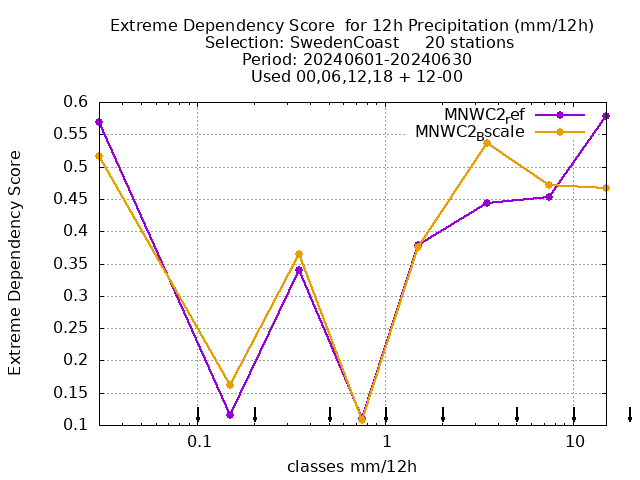 Extreme Dependency Score  for 12h Precipitation (mm/12h)
Selection: SwedenCoast     20 stations
Period: 20240601-20240630
Used 00,06,12,18 + 12-00
MNWC2ref
MNWC2Bscale
Extreme Dependency Score
0.6
0.55
0.5
0.45
0.4
0.35
0.3
0.25
0.2
0.15
0.1
0.1
1
10
classes mm/12h